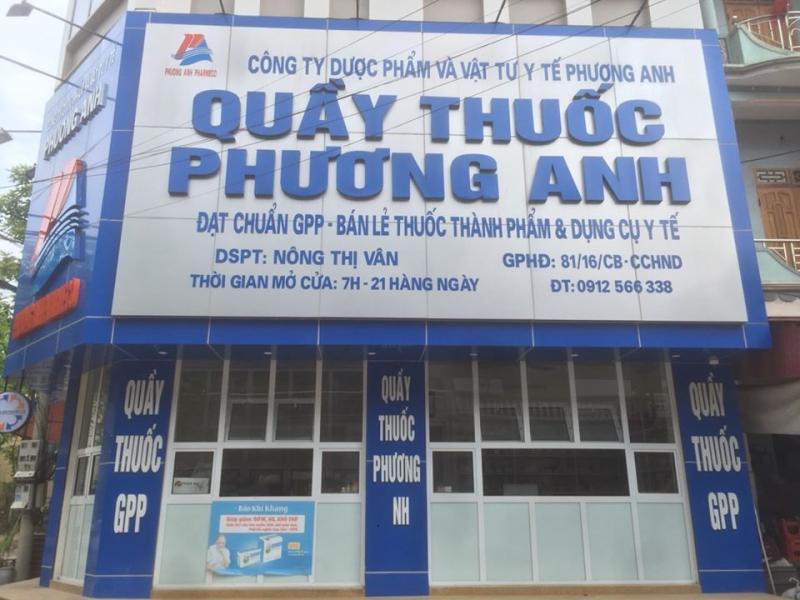 PHUONG ANH PHARMECO
CÔNG TY DƯỢC PHẨM VÀ VẬT TƯ Y TẾ PHƯƠNG ANH
QUẦY THUỐC
PHƯƠNG ANH
ĐẠT CHUẨN GPP - BÁN LẺ THUỐC THÀNH PHẨM & DỤNG CỤ Y TẾ
DSPT: NÔNG THỊ VÂN
GPHĐ: 81/16/CB-CCHND
THỜI GIAN MỞ CỬA: 7H - 21 HÀNG NGÀY
ĐT: 0912 566 338
PHƯƠNG ANH
QUẦY
THUỐC
GPP
QUẦY
THUỐC
PHƯƠNG
NH
QUẦY
THUỐC
GPP
Bảo Khí Khang